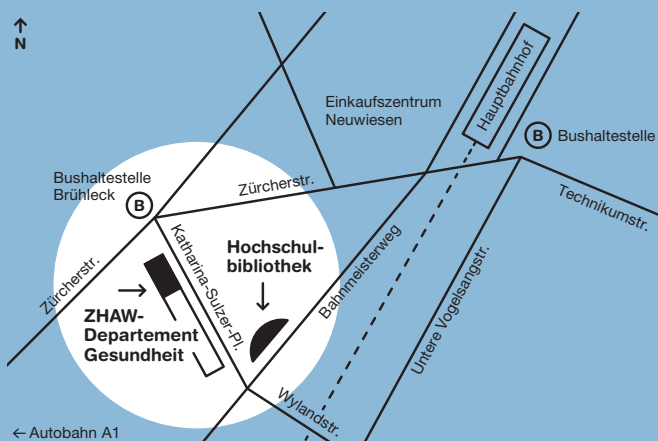 N
Hauptbahnhof
Einkaufszentrum
Neuwiesen
B
Bushaltestelle
Bushaltestelle
Brühleck
B
Zürcherstr.
Technikumstr.
Zürcherstr.
Katharina-Sulzer-Pl.
Hochschul-
bibliothek
Bahnmeisterweg
Untere Vogelsangstr.
ZHAW-
Departement
Gesundheit
Wylandstr.
← Autobahn A1